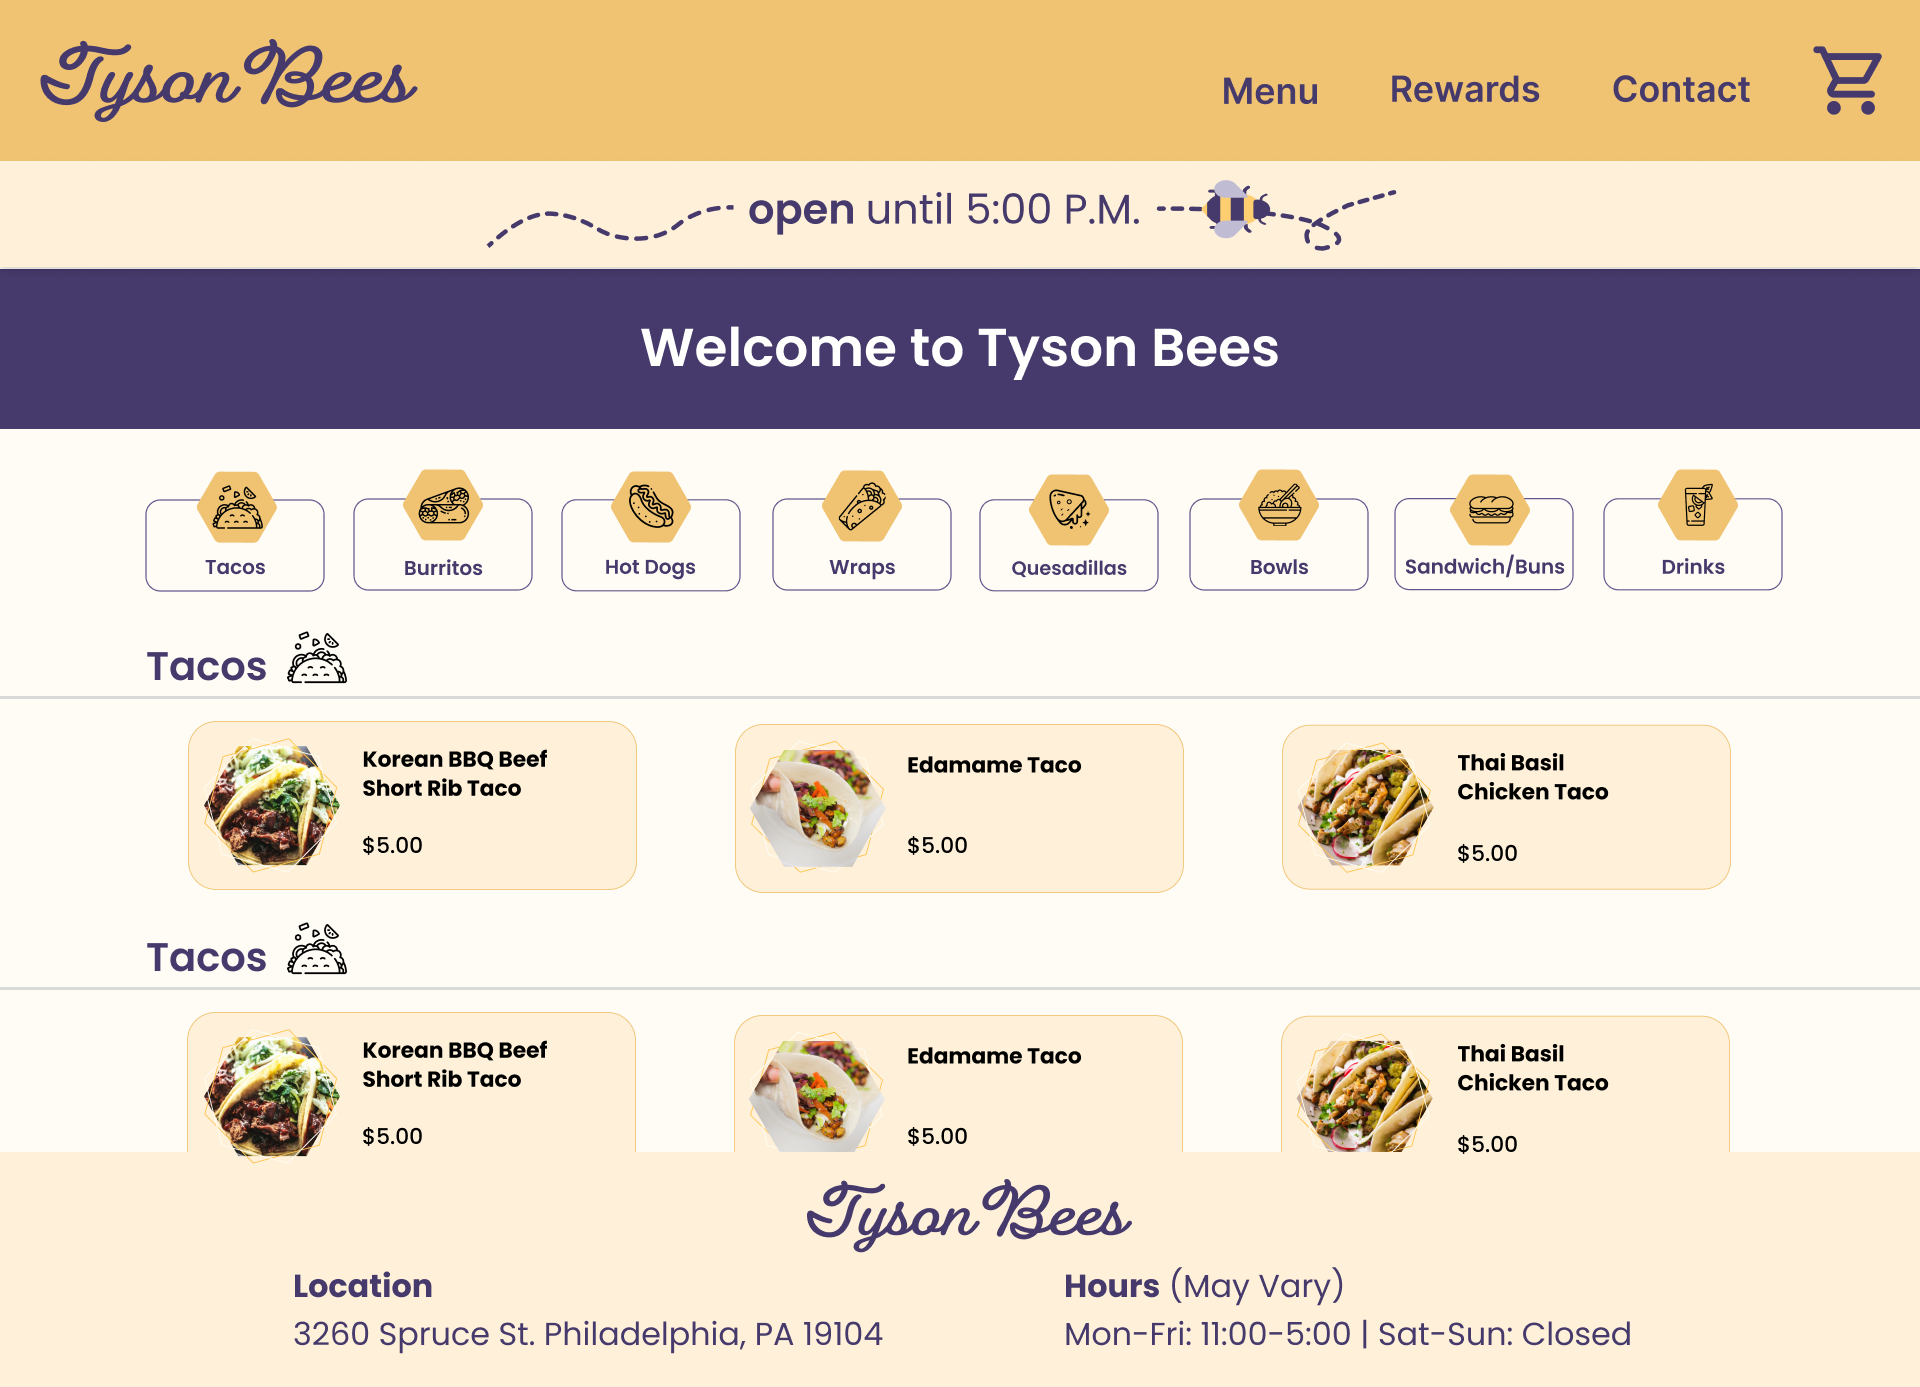 Tyson Bees
Menu
Rewards
Contact
open until 5:00 P.M.
Welcome to Tyson Bees
Tacos
Burritos
Hot Dogs
Wraps
Quesadillas
Bowls
Sandwich/Buns
Drinks
Tacos
Korean BBQ Beef
Short Rib Taco
$5.00
Edamame Taco
$5.00
Thai Basil
Chicken Taco
$5.00
Tacos
Korean BBQ Beef
Short Rib Taco
$5.00
Edamame Taco
$5.00
Thai Basil
Chicken Taco
$5.00
Tyson Bees
Location
3260 Spruce St. Philadelphia, PA 19104
Hours (May Vary)
Mon-Fri: 11:00-5:00 | Sat-Sun: Closed